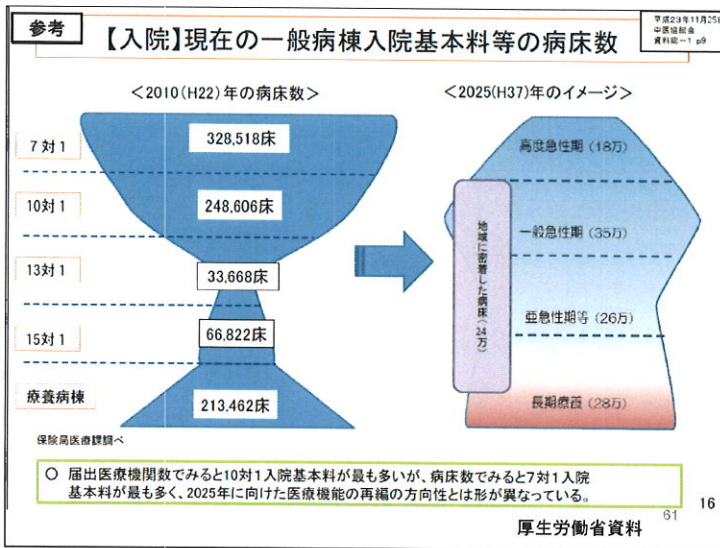 参考
【入院】現在の一般病棟入院基本料等の病床数
平成23年11月25日
中医協総会
資料総-1 p9
<2010(H22)年の病床数>
<2025(H37)年のイメージ>
7対1
328,518床
10対1
248,606床
13対1
33,668床
15対1
66,822床
療養病棟
213,462床
高度急性期 (18万)
一般急性期 (35万)
地域に密着した病床(24万)
亜急性期等 (26万)
長期療養 (28万)
保険局医療課調べ
○ 届出医療機関数でみると10対1入院基本料が最も多いが、病床数でみると7対1入院
基本料が最も多く、2025年に向けた医療機能の再編の方向性とは形が異なっている。
61
16
厚生労働省資料